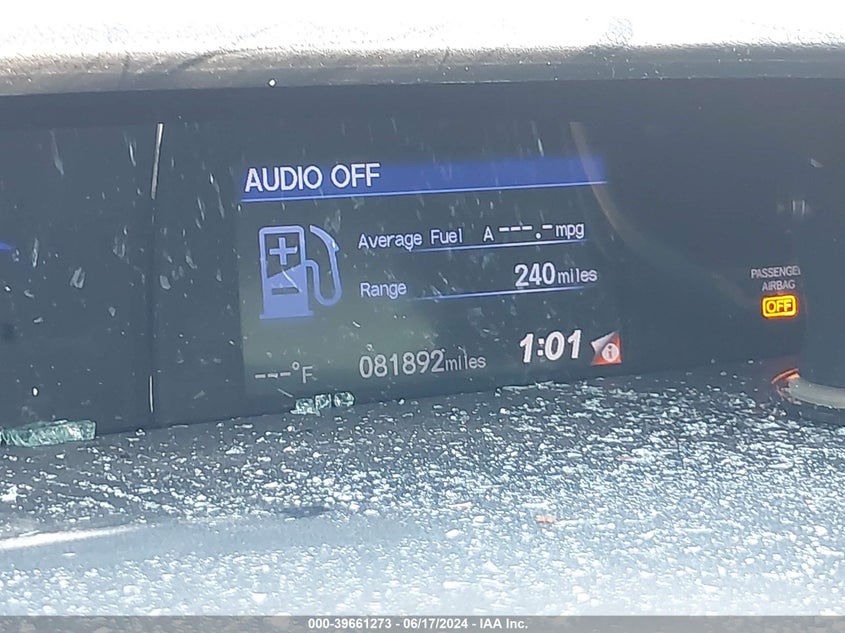 AUDIO OFF
Average Fuel A ---.- mpg
Range 240 miles
PASSENGER
AIRBAG
OFF
---°F 081892 miles 1:01 i
000-39661273 - 06/17/2024 - IAA Inc.